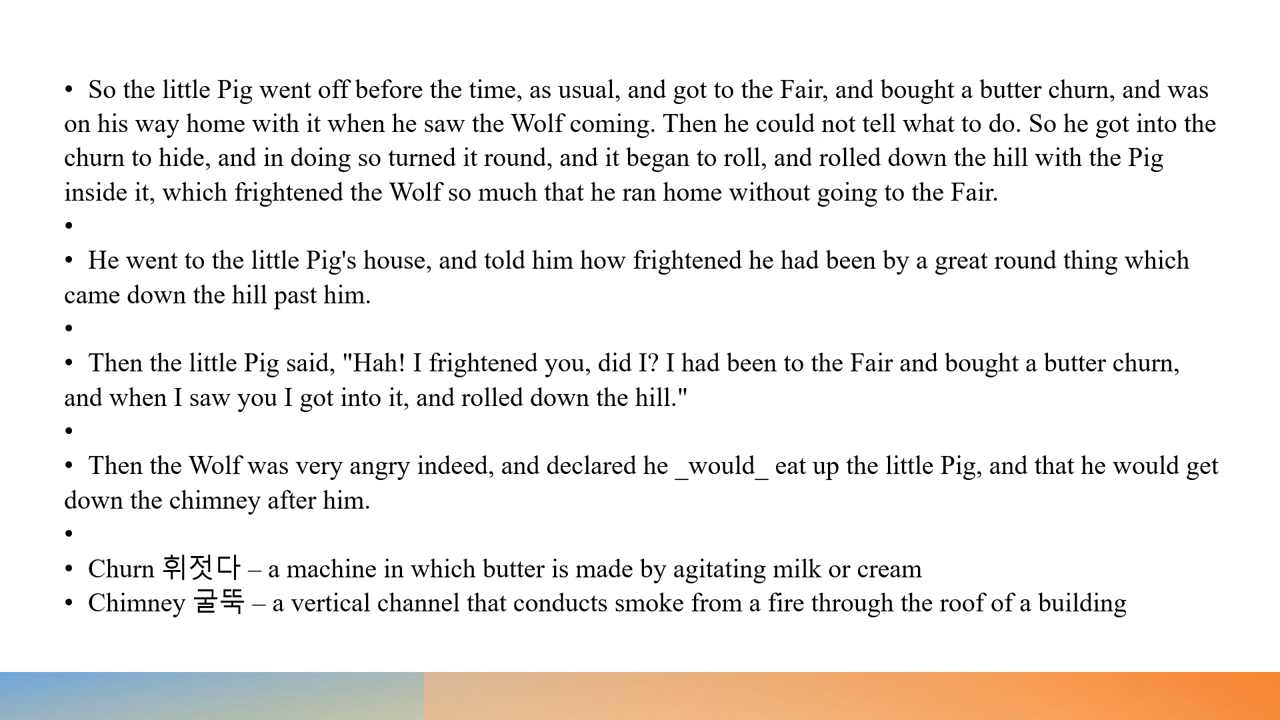 • So the little Pig went off before the time, as usual, and got to the Fair, and bought a butter churn, and was
on his way home with it when he saw the Wolf coming. Then he could not tell what to do. So he got into the
churn to hide, and in doing so turned it round, and it began to roll, and rolled down the hill with the Pig
inside it, which frightened the Wolf so much that he ran home without going to the Fair.
•
• He went to the little Pig's house, and told him how frightened he had been by a great round thing which
came down the hill past him.
•
• Then the little Pig said, "Hah! I frightened you, did I? I had been to the Fair and bought a butter churn,
and when I saw you I got into it, and rolled down the hill."
•
• Then the Wolf was very angry indeed, and declared he _would_ eat up the little Pig, and that he would get
down the chimney after him.
•
• Churn 휘젓다 – a machine in which butter is made by agitating milk or cream
• Chimney 굴뚝 – a vertical channel that conducts smoke from a fire through the roof of a building